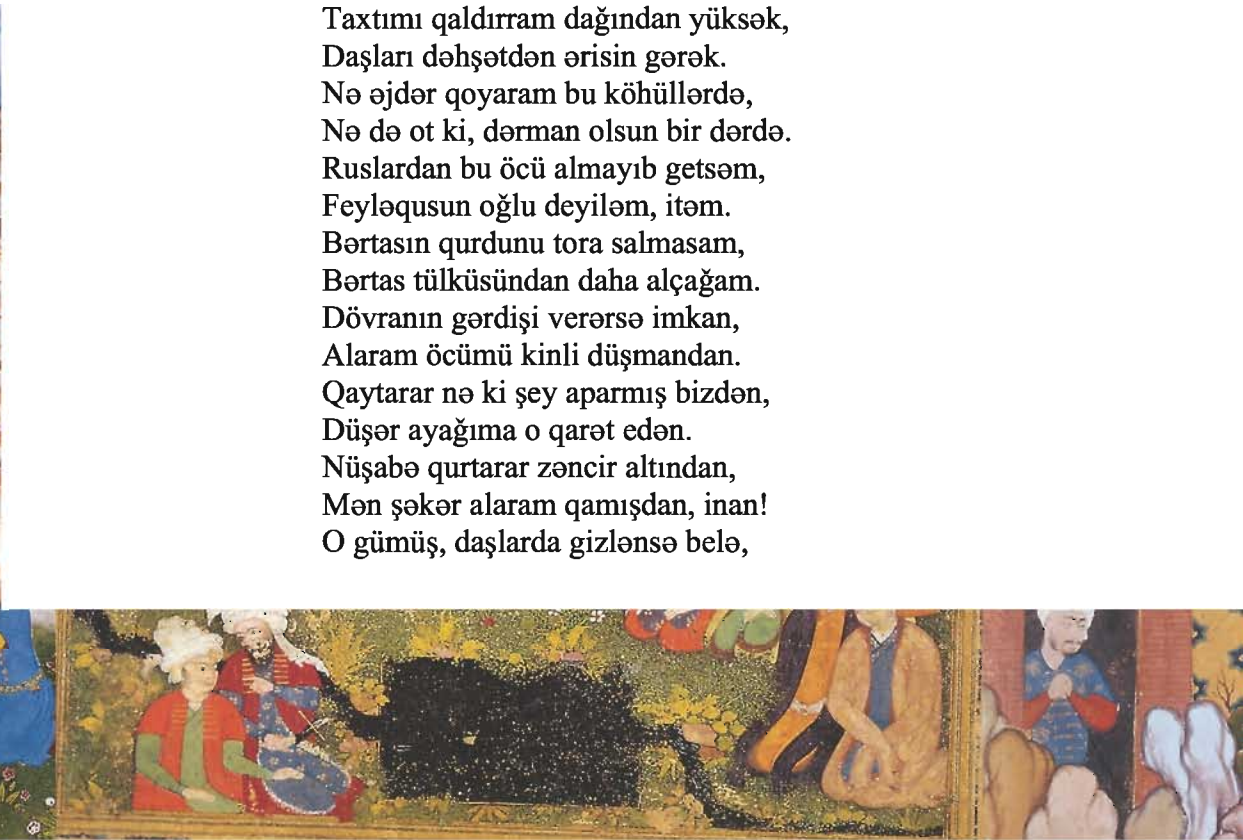 Taxtımı qaldırram dağından yüksək,
Daşları dəhşətdən ərisin gərək.
Nə əjdər qoyaram bu köhüllərdə,
Nə də ot ki, dərman olsun bir dərdə.
Ruslardan bu öcü almayıb getsəm,
Feyləqusun oğlu deyiləm, itəm.
Bərtasın qurdunu tora salmasam,
Bərtas tülküsündən daha alçağam.
Dövranın gərdişi verərsə imkan,
Alaram öcümü kinli düşmandan.
Qaytarar nə ki şey aparmış bizdən,
Düşər ayağıma o qarət edən.
Nüşabə qurtarar zəncir altından,
Mən şəkər alaram qamışdan, inan!
O gümüş, daşlarda gizlənsə belə,